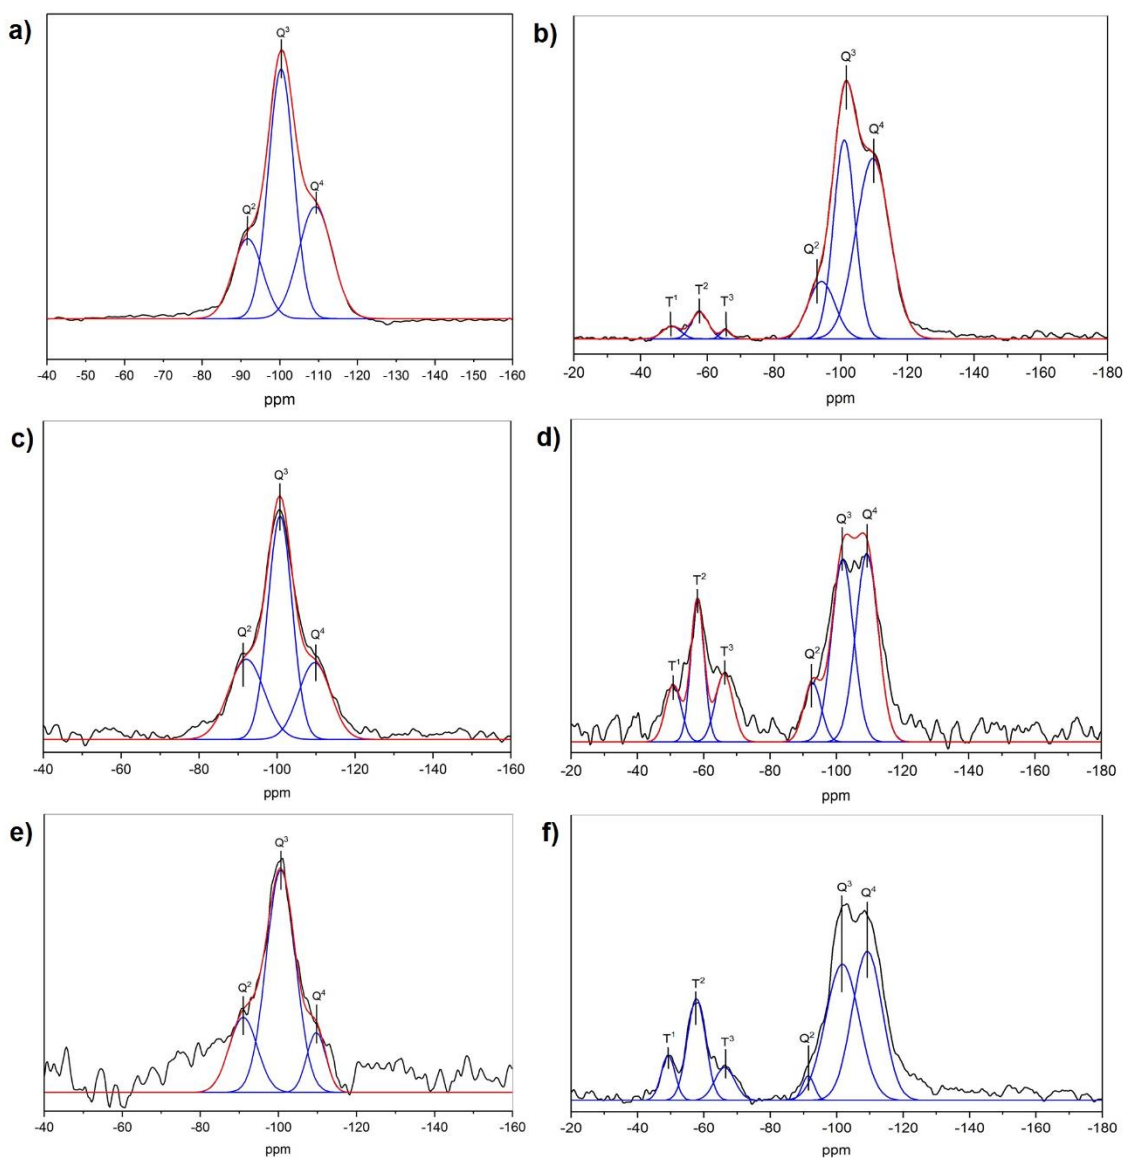 a)
Q³
Q²
Q⁴
-40 -50 -60 -70 -80 -90 -100 -110 -120 -130 -140 -150 -160
ppm
b)
Q³
Q⁴
Q²
T¹ T² T³
-20 -40 -60 -80 -100 -120 -140 -160 -180
ppm
c)
Q³
Q² Q⁴
-40 -60 -80 -100 -120 -140 -160
ppm
d)
Q³ Q⁴
T²
T¹ T³ Q²
-20 -40 -60 -80 -100 -120 -140 -160 -180
ppm
e)
Q³
Q² Q⁴
-40 -60 -80 -100 -120 -140 -160
ppm
f)
Q³ Q⁴
T²
T¹ T³ Q²
-20 -40 -60 -80 -100 -120 -140 -160 -180
ppm